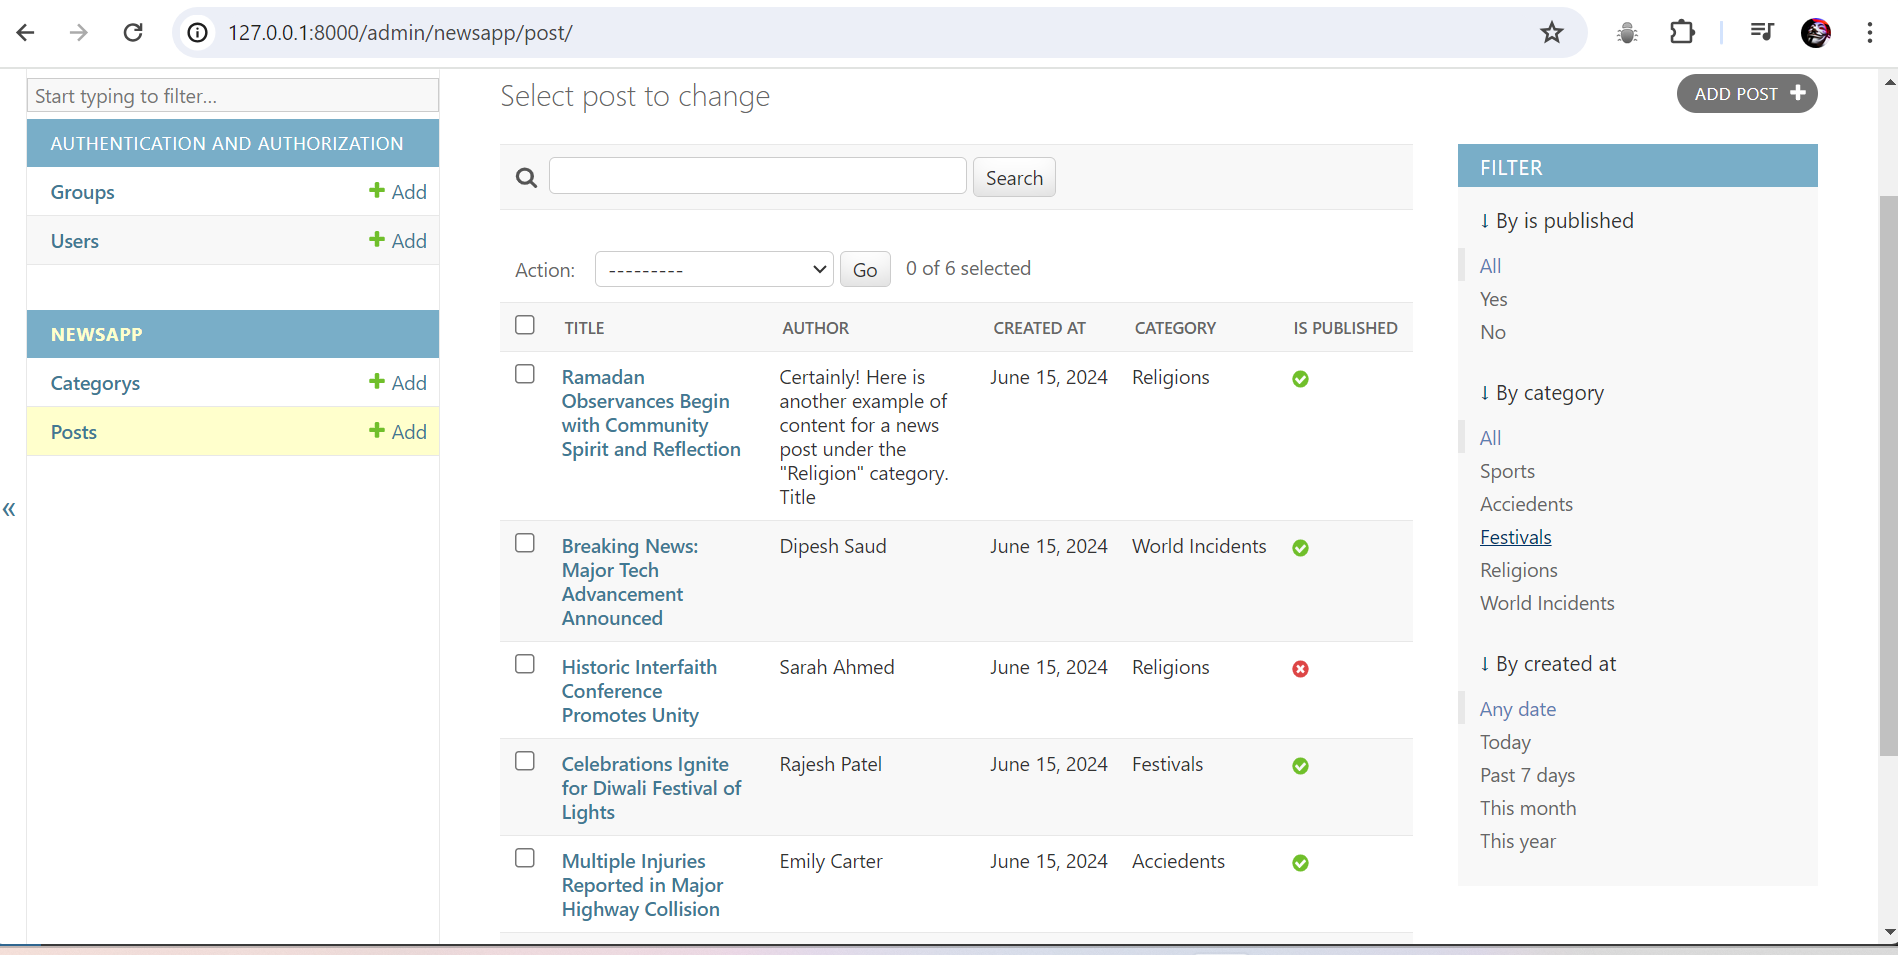 127.0.0.1:8000/admin/newsapp/post/
Start typing to filter...
AUTHENTICATION AND AUTHORIZATION
Groups
+ Add
Users
+ Add
NEWSAPP
Categorys
+ Add
Posts
+ Add
«
Select post to change
ADD POST +
Search
Action:
---------
Go
0 of 6 selected
TITLE AUTHOR CREATED AT CATEGORY IS PUBLISHED
Ramadan
Observances Begin
with Community
Spirit and Reflection
Certainly! Here is
another example of
content for a news
post under the
"Religion" category.
Title
June 15, 2024
Religions
Breaking News:
Major Tech
Advancement
Announced
Dipesh Saud
June 15, 2024
World Incidents
Historic Interfaith
Conference
Promotes Unity
Sarah Ahmed
June 15, 2024
Religions
Celebrations Ignite
for Diwali Festival of
Lights
Rajesh Patel
June 15, 2024
Festivals
Multiple Injuries
Reported in Major
Highway Collision
Emily Carter
June 15, 2024
Acciedents
FILTER
↓ By is published
All
Yes
No
↓ By category
All
Sports
Acciedents
Festivals
Religions
World Incidents
↓ By created at
Any date
Today
Past 7 days
This month
This year